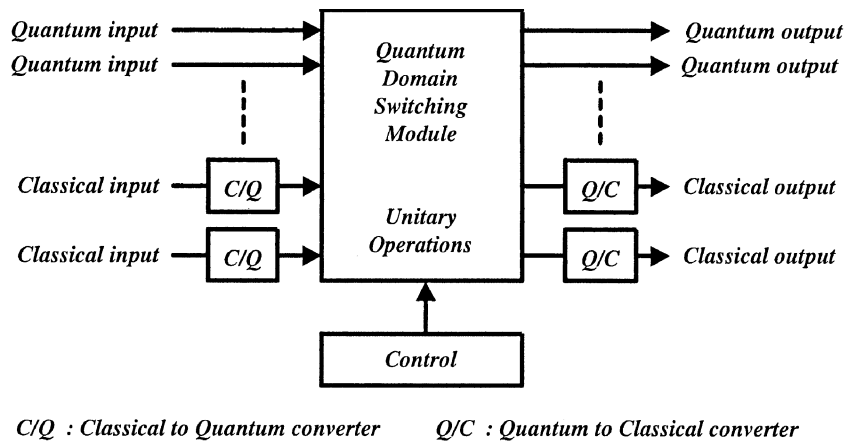 Quantum input
Quantum output
Quantum input
Quantum output
Quantum
Domain
Switching
Module
Classical input
C/Q
Q/C
Classical output
Unitary
Operations
Classical input
C/Q
Q/C
Classical output
Control
C/Q : Classical to Quantum converter
Q/C : Quantum to Classical converter